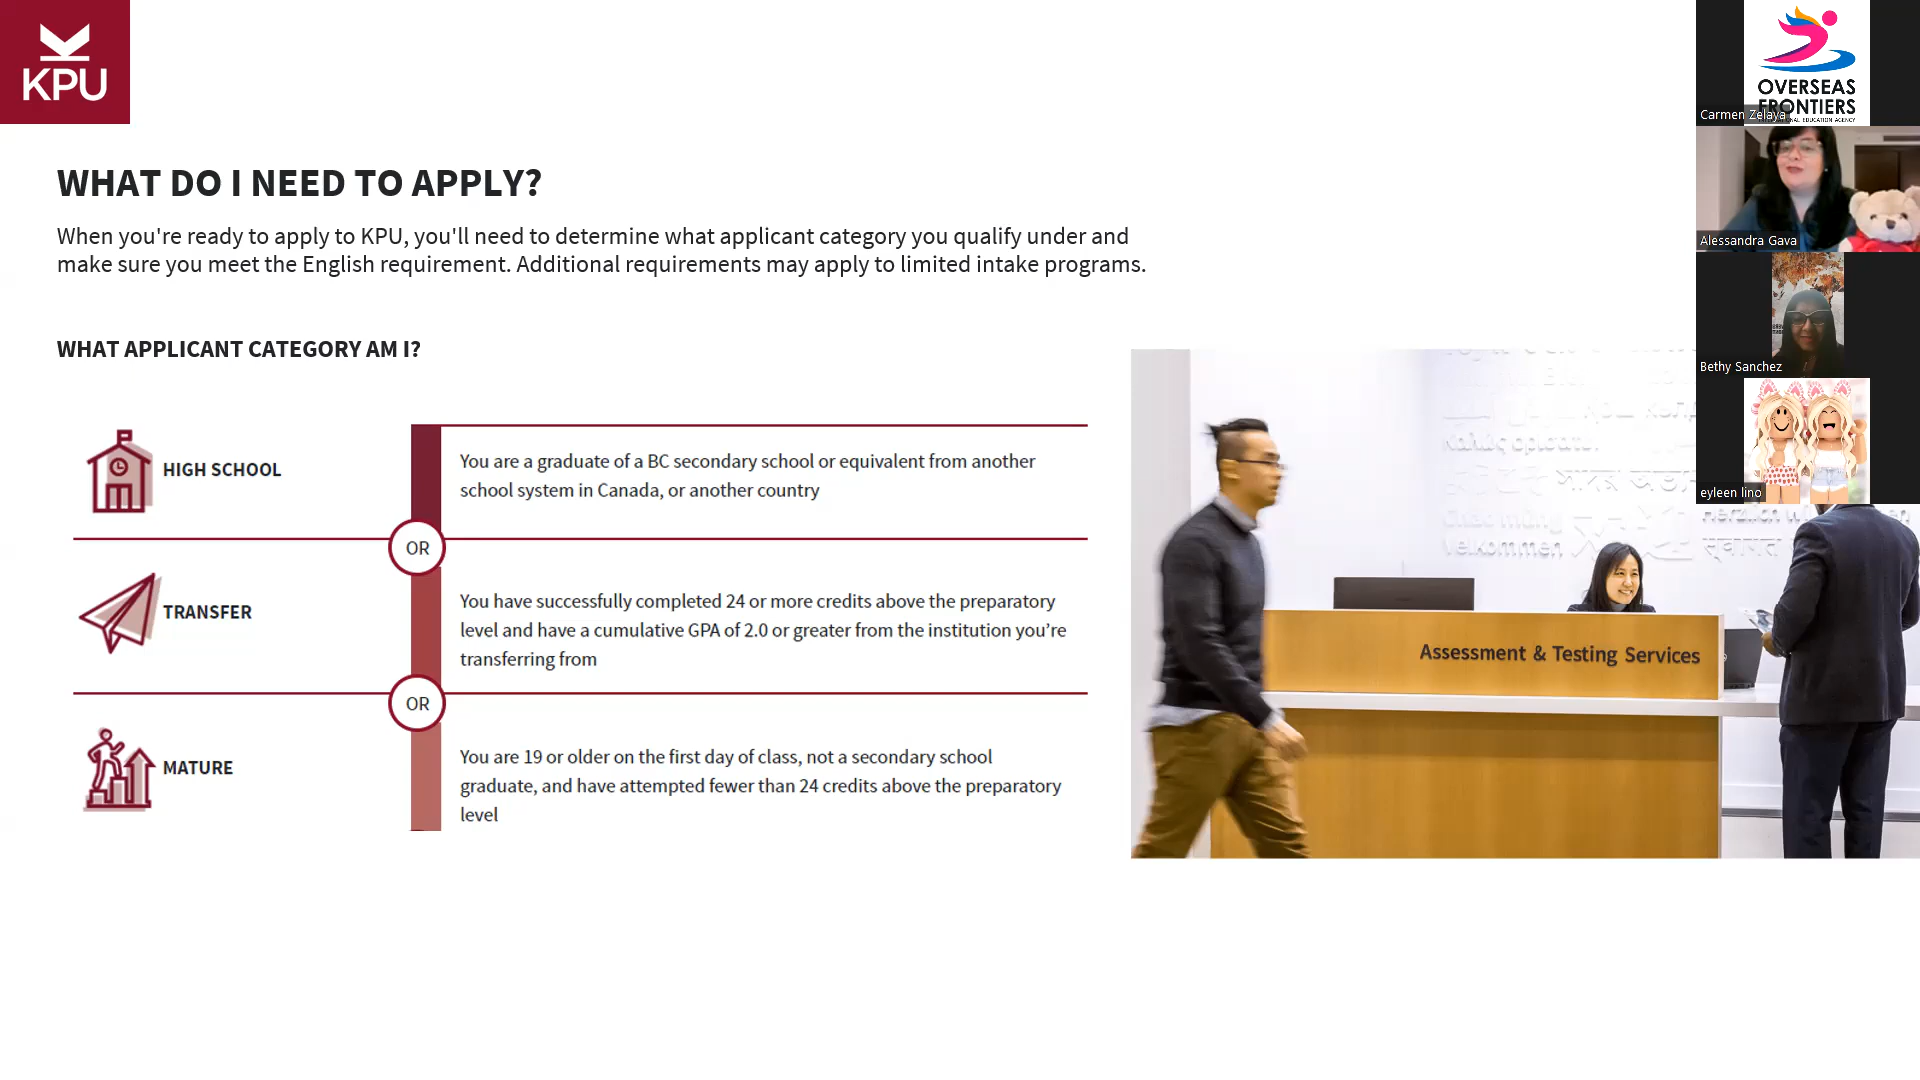 KPU
WHAT DO I NEED TO APPLY?
When you're ready to apply to KPU, you'll need to determine what applicant category you qualify under and
make sure you meet the English requirement. Additional requirements may apply to limited intake programs.
WHAT APPLICANT CATEGORY AM I?
HIGH SCHOOL
You are a graduate of a BC secondary school or equivalent from another
school system in Canada, or another country
OR
TRANSFER
You have successfully completed 24 or more credits above the preparatory
level and have a cumulative GPA of 2.0 or greater from the institution you’re
transferring from
OR
MATURE
You are 19 or older on the first day of class, not a secondary school
graduate, and have attempted fewer than 24 credits above the preparatory
level
Assessment & Testing Services
OVERSEAS
FRONTIERS
EDUCATION AGENCY
Carmen Zelaya
Alessandra Gava
Bethy Sanchez
eyleen lino